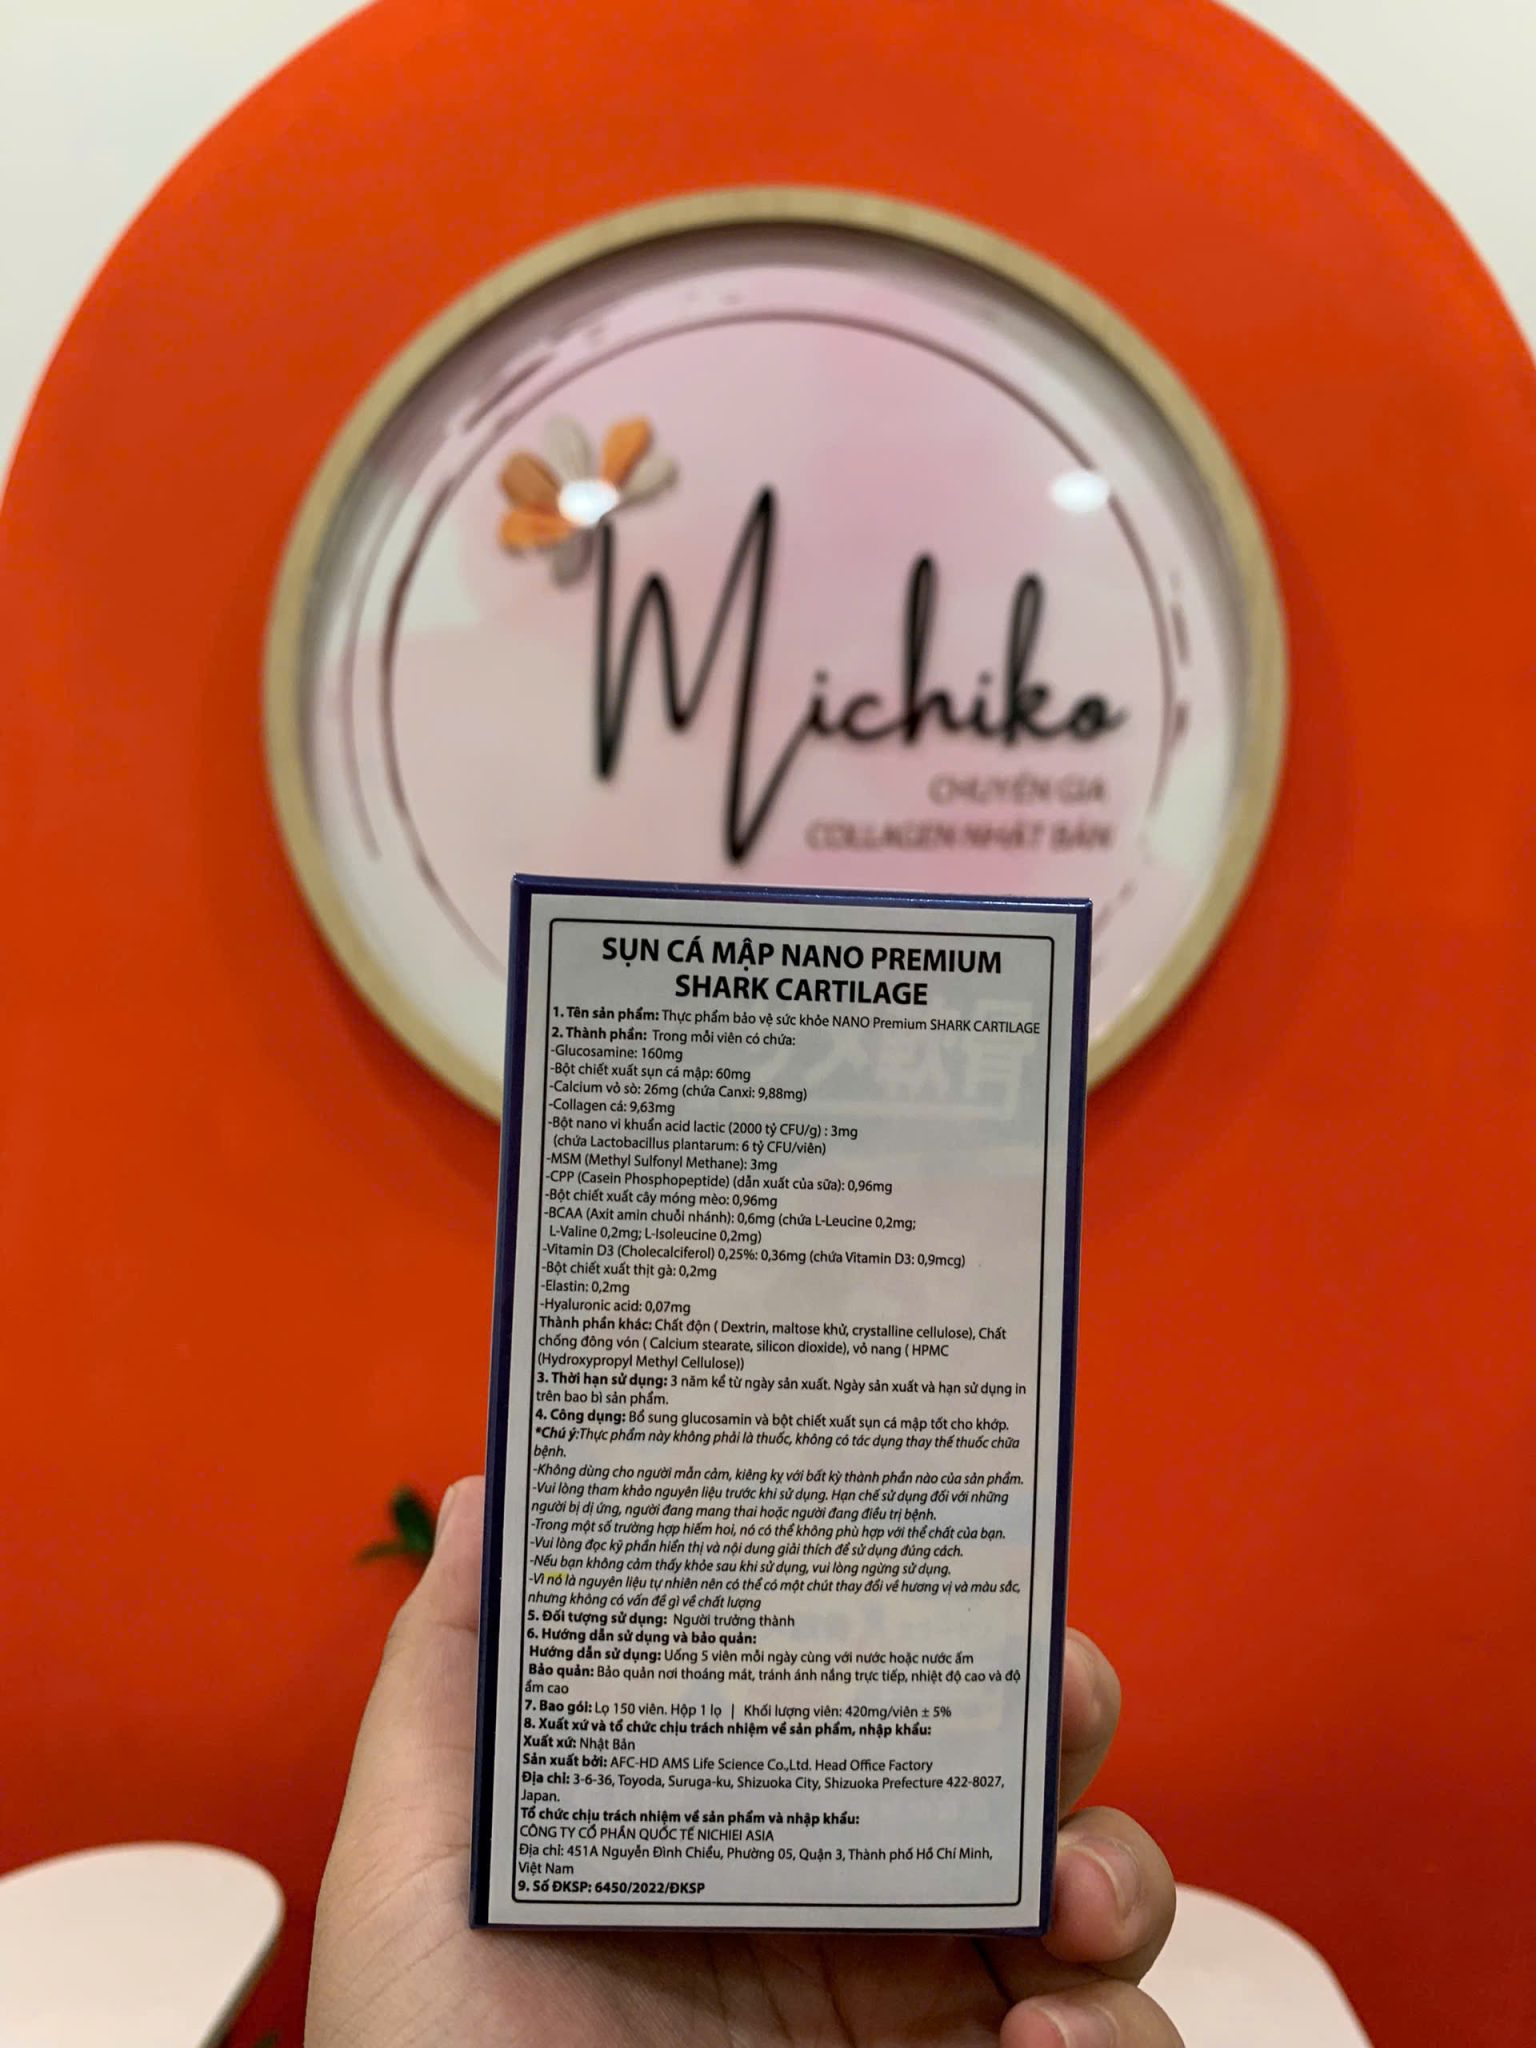 Michiko
CHUYÊN GIA
COLLAGEN NHẬT BẢN
SỤN CÁ MẬP NANO PREMIUM
SHARK CARTILAGE
1. Tên sản phẩm: Thực phẩm bảo vệ sức khỏe NANO Premium SHARK CARTILAGE
2. Thành phần: Trong mỗi viên có chứa:
-Glucosamine: 160mg
-Bột chiết xuất sụn cá mập: 60mg
-Calcium vỏ sò: 26mg (chứa Canxi: 9,88mg)
-Collagen cá: 9,63mg
-Bột nano vi khuẩn acid lactic (2000 tỷ CFU/g) : 3mg
(chứa Lactobacillus plantarum: 6 tỷ CFU/viên)
-MSM (Methyl Sulfonyl Methane): 3mg
-CPP (Casein Phosphopeptide) (dẫn xuất của sữa): 0,96mg
-Bột chiết xuất cây móng mèo: 0,96mg
-BCAA (Axit amin chuỗi nhánh): 0,6mg (chứa L-Leucine 0,2mg;
L-Valine 0,2mg; L-Isoleucine 0,2mg)
-Vitamin D3 (Cholecalciferol) 0,25%: 0,36mg (chứa Vitamin D3: 0,9mcg)
-Bột chiết xuất thịt gà: 0,2mg
-Elastin: 0,2mg
-Hyaluronic acid: 0,07mg
Thành phần khác: Chất độn ( Dextrin, maltose khử, crystalline cellulose), Chất
chống đông vón ( Calcium stearate, silicon dioxide), vỏ nang ( HPMC
(Hydroxypropyl Methyl Cellulose))
3. Thời hạn sử dụng: 3 năm kể từ ngày sản xuất. Ngày sản xuất và hạn sử dụng in
trên bao bì sản phẩm.
4. Công dụng: Bổ sung glucosamin và bột chiết xuất sụn cá mập tốt cho khớp.
*Chú ý:Thực phẩm này không phải là thuốc, không có tác dụng thay thế thuốc chữa
bệnh.
-Không dùng cho người mẫn cảm, kiêng kỵ với bất kỳ thành phần nào của sản phẩm.
-Vui lòng tham khảo nguyên liệu trước khi sử dụng. Hạn chế sử dụng đối với những
người bị dị ứng, người đang mang thai hoặc người đang điều trị bệnh.
-Trong một số trường hợp hiếm hoi, nó có thể không phù hợp với thể chất của bạn.
-Vui lòng đọc kỹ phần hiển thị và nội dung giải thích để sử dụng đúng cách.
-Nếu bạn không cảm thấy khỏe sau khi sử dụng, vui lòng ngừng sử dụng.
-Vì nó là nguyên liệu tự nhiên nên có thể có một chút thay đổi về hương vị và màu sắc,
nhưng không có vấn đề gì về chất lượng
5. Đối tượng sử dụng: Người trưởng thành
6. Hướng dẫn sử dụng và bảo quản:
Hướng dẫn sử dụng: Uống 5 viên mỗi ngày cùng với nước hoặc nước ấm
Bảo quản: Bảo quản nơi thoáng mát, tránh ánh nắng trực tiếp, nhiệt độ cao và độ
ẩm cao
7. Bao gói: Lọ 150 viên. Hộp 1 lọ | Khối lượng viên: 420mg/viên ± 5%
8. Xuất xứ và tổ chức chịu trách nhiệm về sản phẩm, nhập khẩu:
Xuất xứ: Nhật Bản
Sản xuất bởi: AFC-HD AMS Life Science Co.,Ltd. Head Office Factory
Địa chỉ: 3-6-36, Toyoda, Suruga-ku, Shizuoka City, Shizuoka Prefecture 422-8027,
Japan.
Tổ chức chịu trách nhiệm về sản phẩm và nhập khẩu:
CÔNG TY CỔ PHẦN QUỐC TẾ NICHIEI ASIA
Địa chỉ: 451A Nguyễn Đình Chiểu, Phường 05, Quận 3, Thành phố Hồ Chí Minh,
Việt Nam
9. Số ĐKSP: 6450/2022/ĐKSP